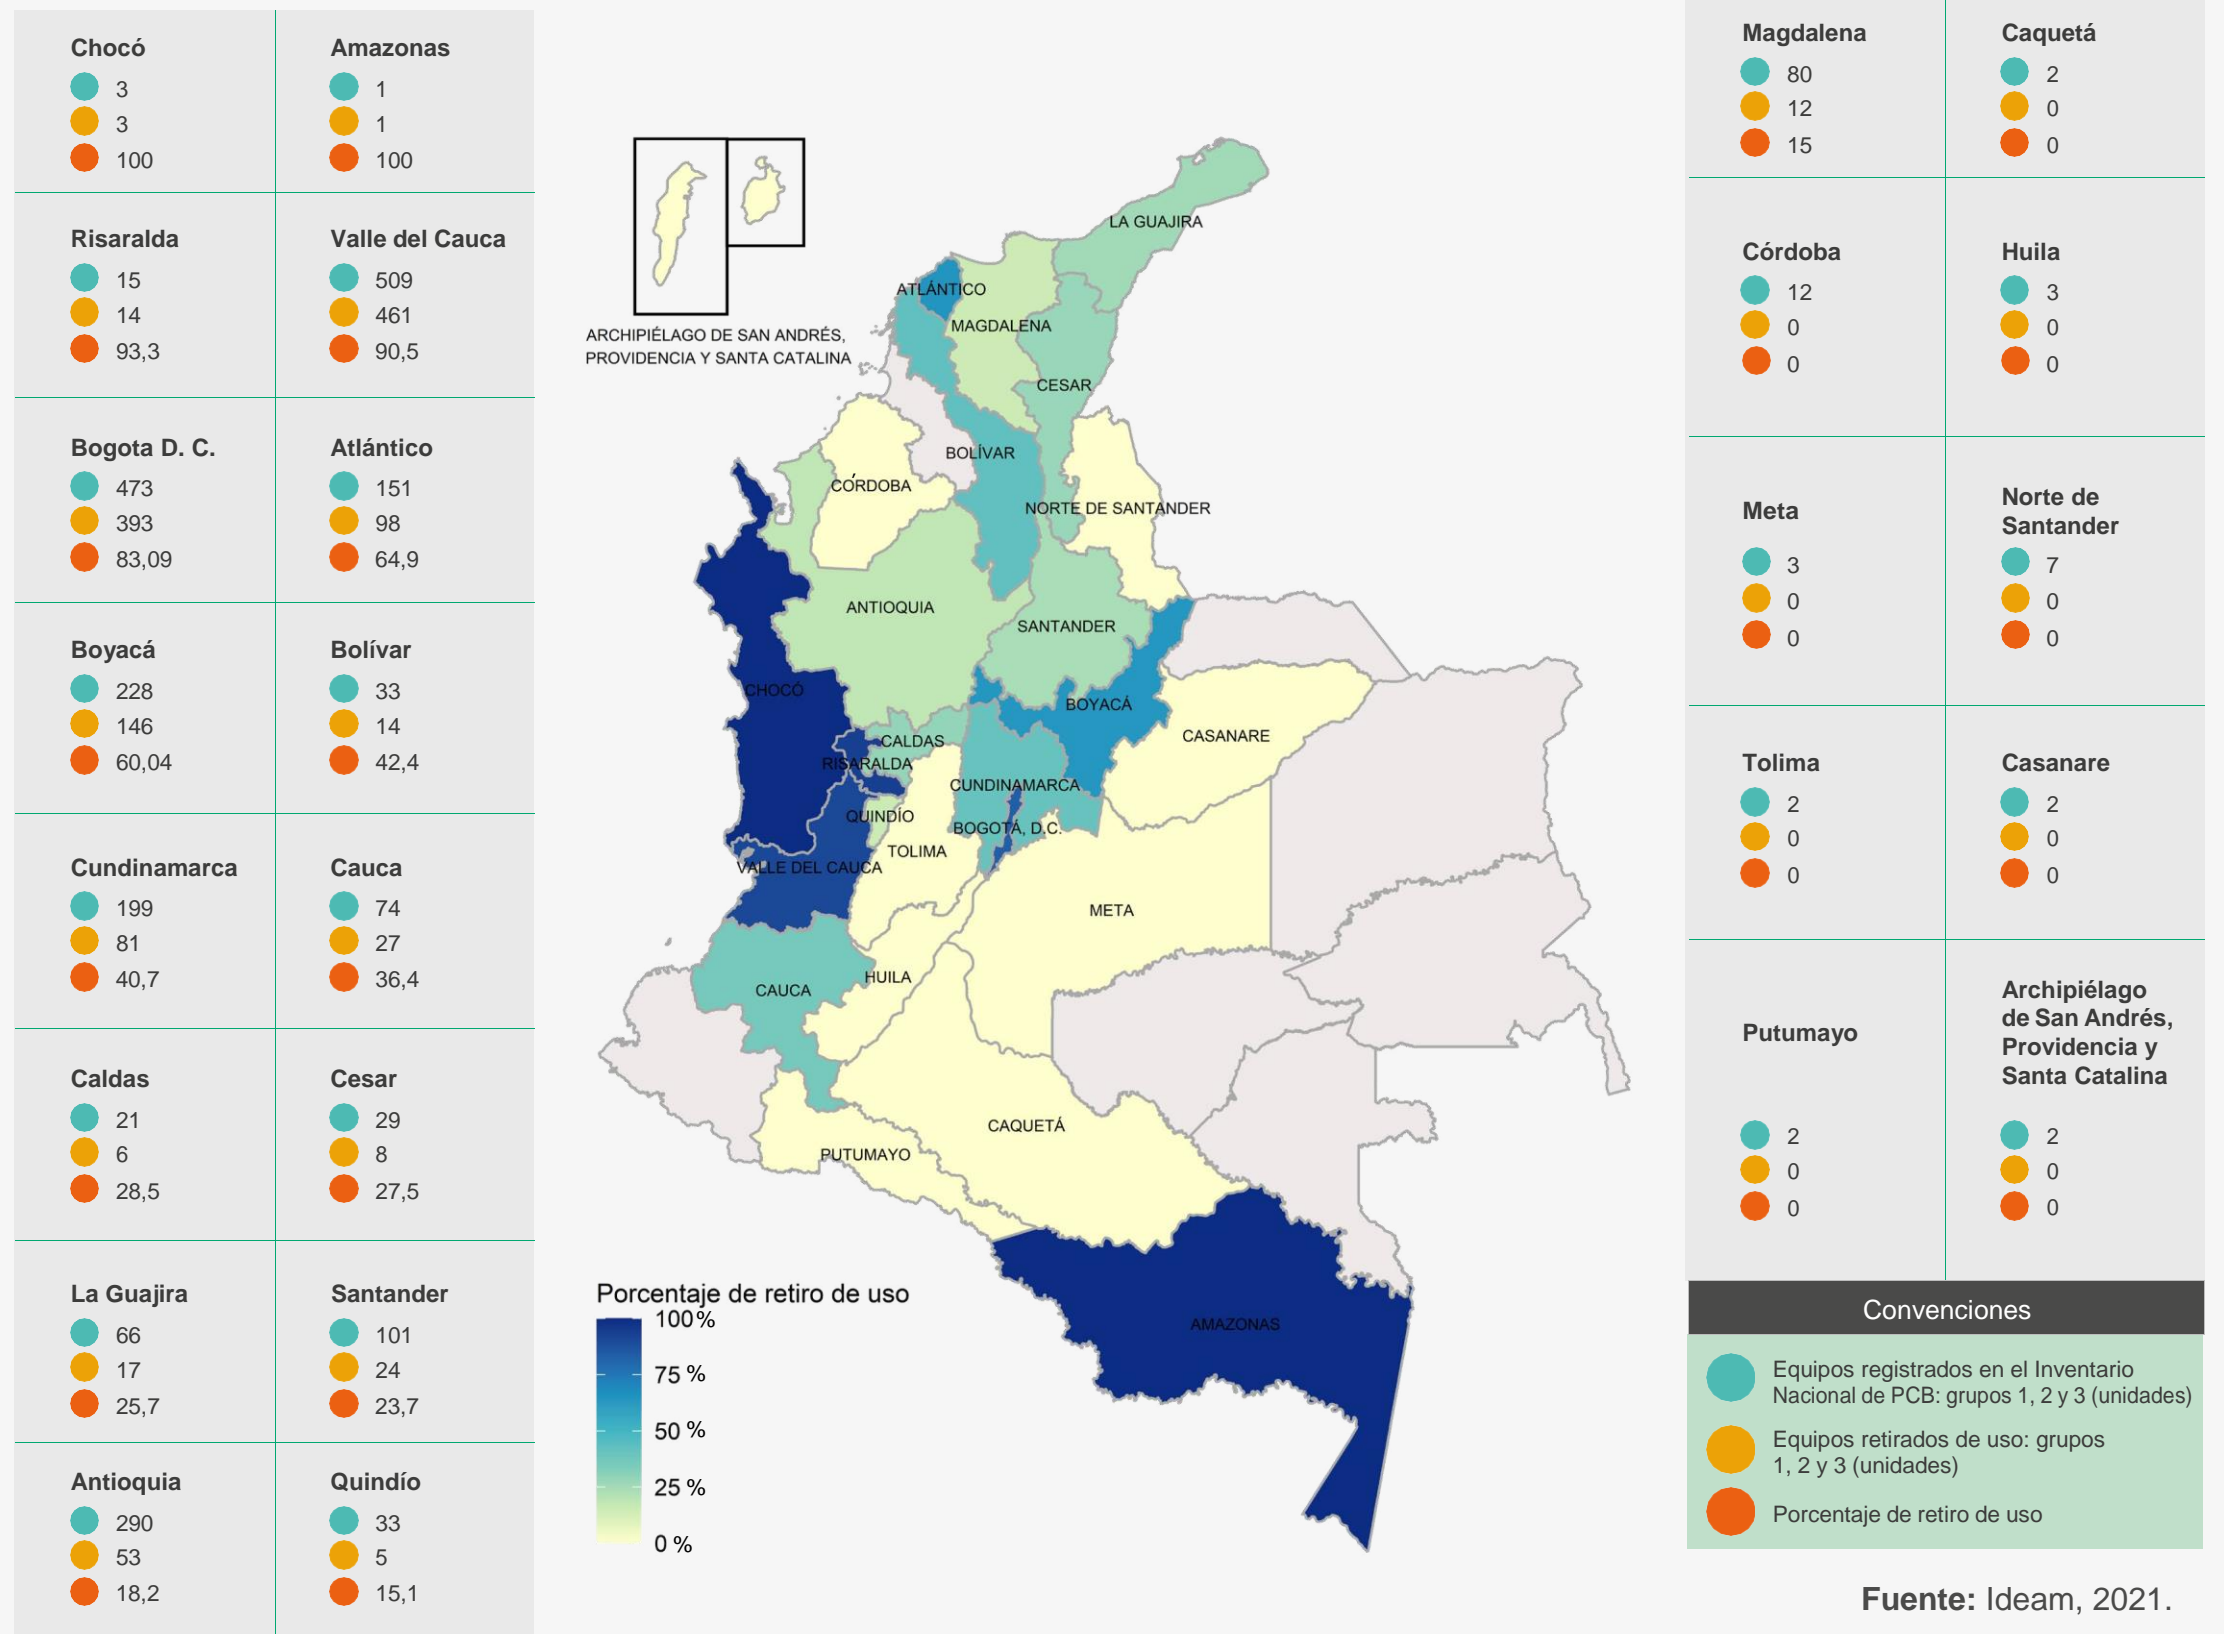 Chocó
3
3
100
Amazonas
1
1
100
Risaralda
15
14
93,3
Valle del Cauca
509
461
90,5
Bogota D. C.
473
393
83,09
Atlántico
151
98
64,9
Boyacá
228
146
60,04
Bolívar
33
14
42,4
Cundinamarca
199
81
40,7
Cauca
74
27
36,4
Caldas
21
6
28,5
Cesar
29
8
27,5
La Guajira
66
17
25,7
Santander
101
24
23,7
Antioquia
290
53
18,2
Quindío
33
5
15,1
ARCHIPIÉLAGO DE SAN ANDRÉS,
PROVIDENCIA Y SANTA CATALINA
LA GUAJIRA
ATLÁNTICO
MAGDALENA
CESAR
BOLÍVAR
CÓRDOBA
NORTE DE SANTANDER
ANTIOQUIA
SANTANDER
CHOCÓ
BOYACÁ
CASANARE
CALDAS
RISARALDA
CUNDINAMARCA
QUINDÍO
BOGOTÁ, D.C.
TOLIMA
VALLE DEL CAUCA
META
HUILA
CAUCA
CAQUETÁ
PUTUMAYO
AMAZONAS
Porcentaje de retiro de uso
100%
75 %
50 %
25 %
0 %
Magdalena
80
12
15
Caquetá
2
0
0
Córdoba
12
0
0
Huila
3
0
0
Meta
3
0
0
Norte de
Santander
7
0
0
Tolima
2
0
0
Casanare
2
0
0
Putumayo
2
0
0
Archipiélago
de San Andrés,
Providencia y
Santa Catalina
2
0
0
Convenciones
Equipos registrados en el Inventario
Nacional de PCB: grupos 1, 2 y 3 (unidades)
Equipos retirados de uso: grupos
1, 2 y 3 (unidades)
Porcentaje de retiro de uso
Fuente: Ideam, 2021.